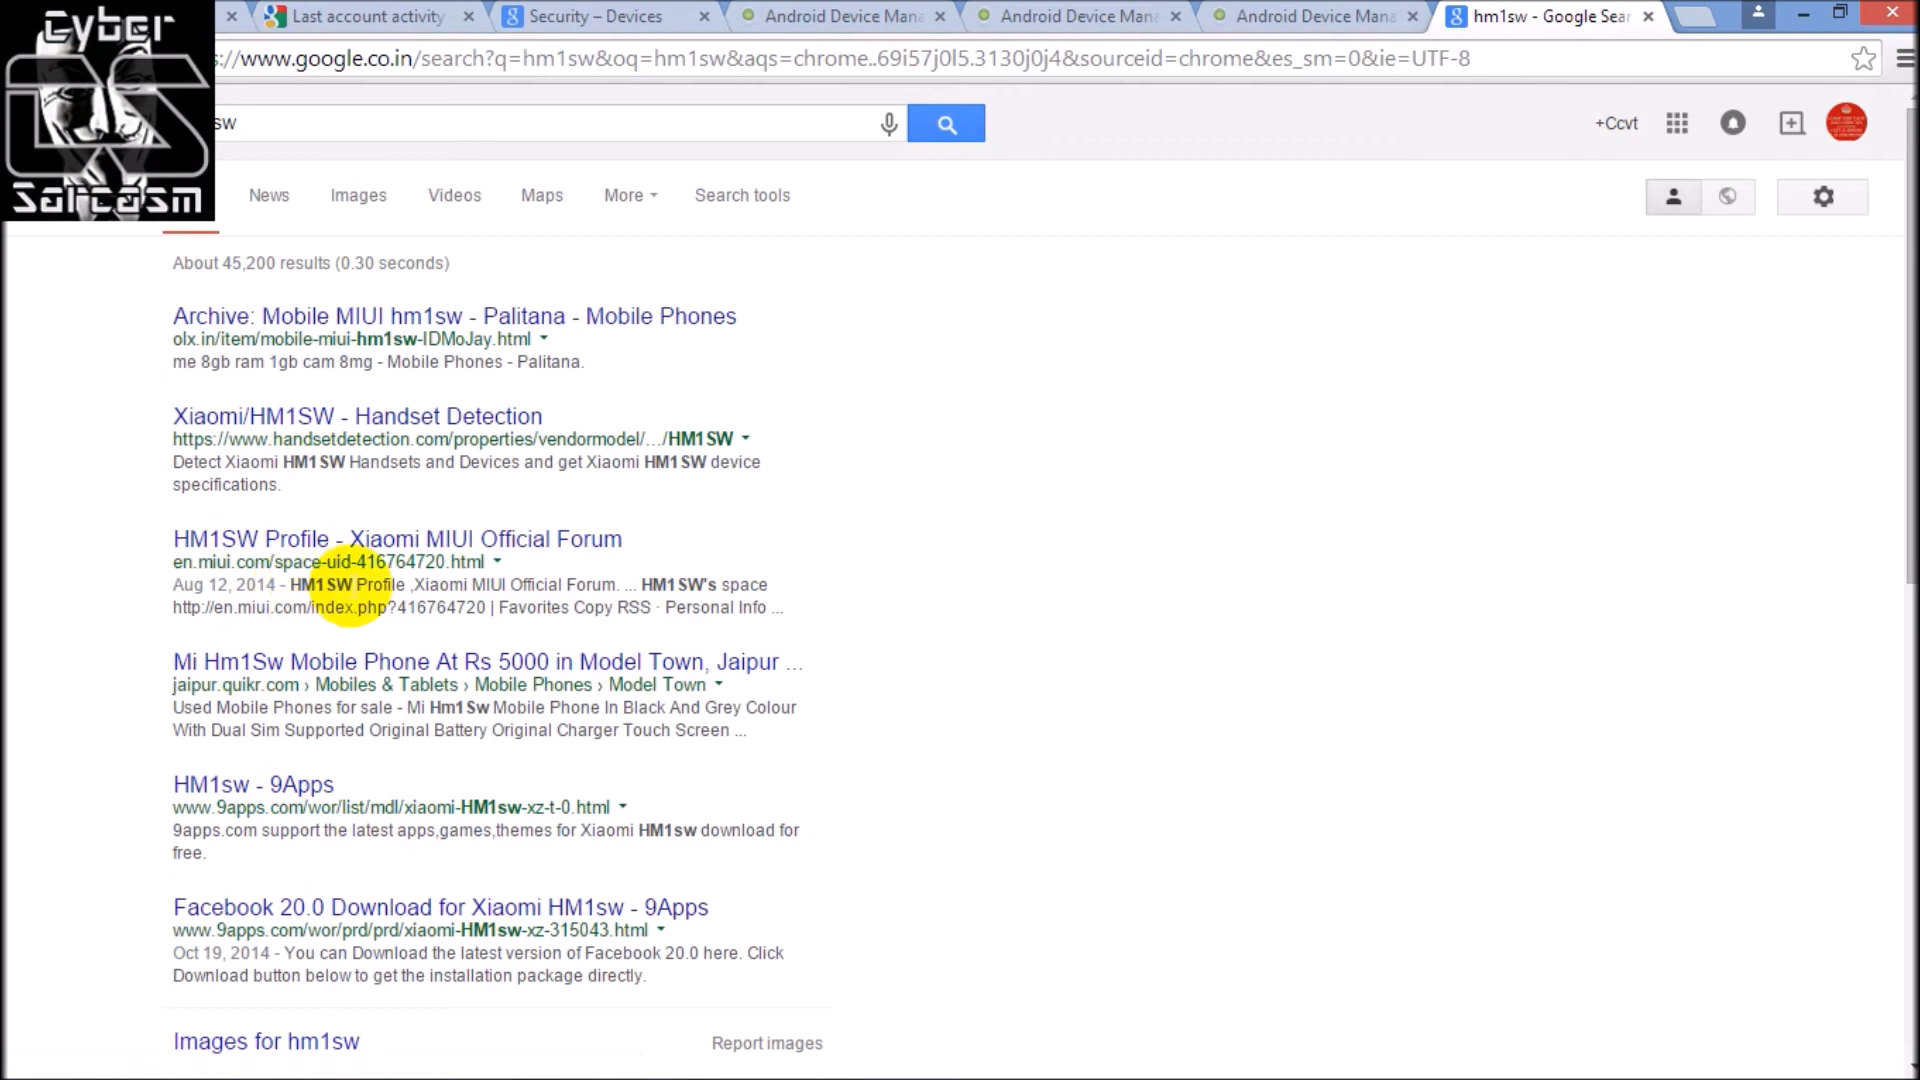 Cyber
Sarcasm
Last account activity
Security – Devices
Android Device Mana
Android Device Mana
Android Device Mana
hm1sw - Google Sear
://www.google.co.in/search?q=hm1sw&oq=hm1sw&aqs=chrome..69i57j0l5.3130j0j4&sourceid=chrome&es_sm=0&ie=UTF-8
sw
+Ccvt
News
Images
Videos
Maps
More
Search tools
About 45,200 results (0.30 seconds)
Archive: Mobile MIUI hm1sw - Palitana - Mobile Phones
olx.in/item/mobile-miui-hm1sw-IDMoJay.html
me 8gb ram 1gb cam 8mg - Mobile Phones - Palitana.
Xiaomi/HM1SW - Handset Detection
https://www.handsetdetection.com/properties/vendormodel/.../HM1SW
Detect Xiaomi HM1SW Handsets and Devices and get Xiaomi HM1SW device
specifications.
HM1SW Profile - Xiaomi MIUI Official Forum
en.miui.com/space-uid-416764720.html
Aug 12, 2014 - HM1SW Profile ,Xiaomi MIUI Official Forum. ... HM1SW's space
http://en.miui.com/index.php?416764720 | Favorites Copy RSS · Personal Info ...
Mi Hm1Sw Mobile Phone At Rs 5000 in Model Town, Jaipur ...
jaipur.quikr.com › Mobiles & Tablets › Mobile Phones › Model Town
Used Mobile Phones for sale - Mi Hm1Sw Mobile Phone In Black And Grey Colour
With Dual Sim Supported Original Battery Original Charger Touch Screen ...
HM1sw - 9Apps
www.9apps.com/wor/list/mdl/xiaomi-HM1sw-xz-t-0.html
9apps.com support the latest apps,games,themes for Xiaomi HM1sw download for
free.
Facebook 20.0 Download for Xiaomi HM1sw - 9Apps
www.9apps.com/wor/prd/prd/xiaomi-HM1sw-xz-315043.html
Oct 19, 2014 - You can Download the latest version of Facebook 20.0 here. Click
Download button below to get the installation package directly.
Images for hm1sw
Report images